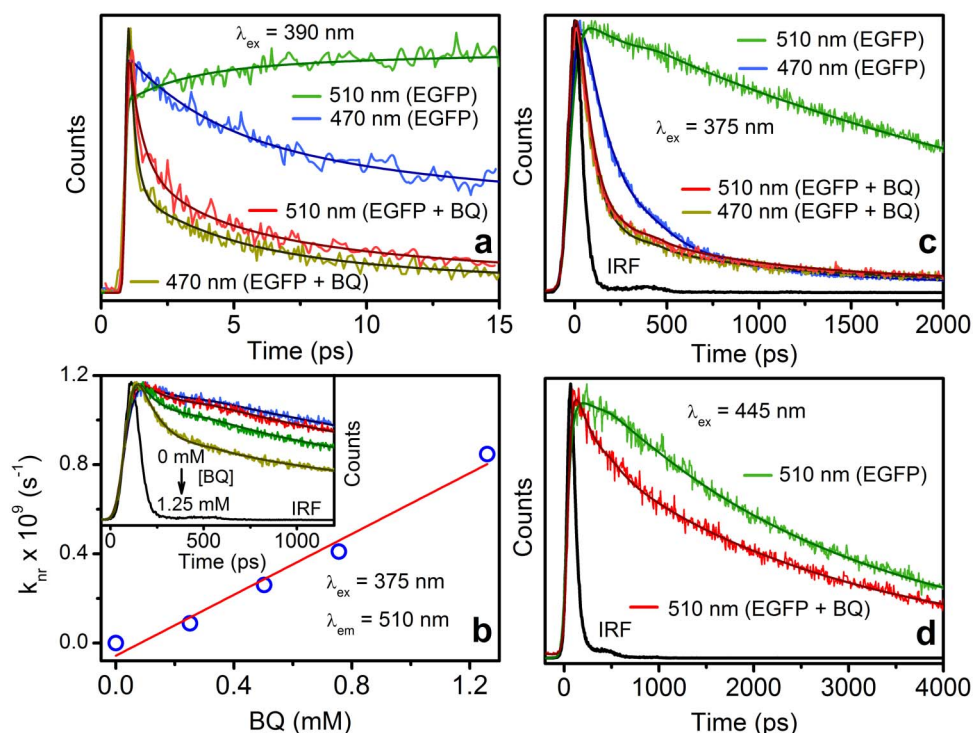 λex = 390 nm
510 nm (EGFP)
470 nm (EGFP)
510 nm (EGFP + BQ)
470 nm (EGFP + BQ)
a
Counts
0 5 10 15
Time (ps)
510 nm (EGFP)
470 nm (EGFP)
λex = 375 nm
510 nm (EGFP + BQ)
470 nm (EGFP + BQ)
IRF
c
Counts
0 500 1000 1500 2000
Time (ps)
1.2
0.8
0.4
0.0
knr x 10⁹ (s⁻¹)
0 mM
[BQ]
1.25 mM
IRF
Counts
0 500 1000
Time (ps)
λex = 375 nm
λem = 510 nm
b
0.0 0.4 0.8 1.2
BQ (mM)
λex = 445 nm
510 nm (EGFP)
510 nm (EGFP + BQ)
IRF
d
Counts
0 1000 2000 3000 4000
Time (ps)